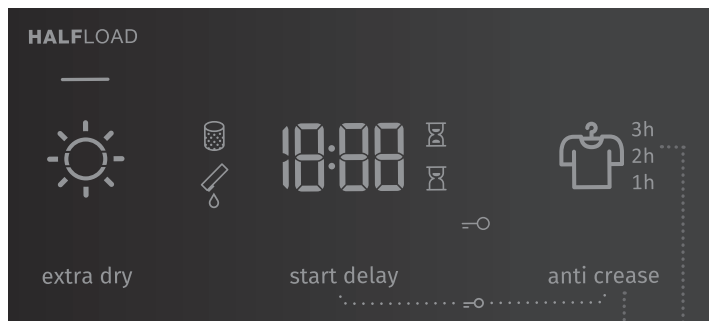 HALFLOAD
18:88
3h
2h
1h
extra dry
start delay
anti crease